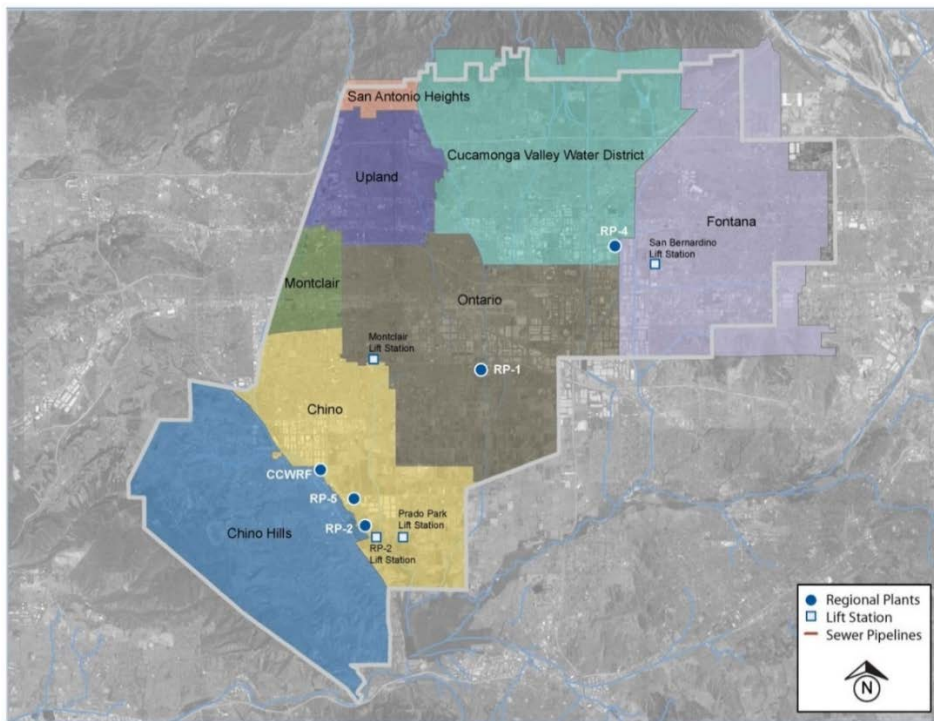 San Antonio Heights
Cucamonga Valley Water District
Upland
Fontana
RP-4
San Bernardino
Lift Station
Montclair
Ontario
Montclair
Lift Station
RP-1
Chino
CCWRF
RP-5
Prado Park
Lift Station
RP-2
Chino Hills
RP-2
Lift Station
Regional Plants
Lift Station
Sewer Pipelines
N